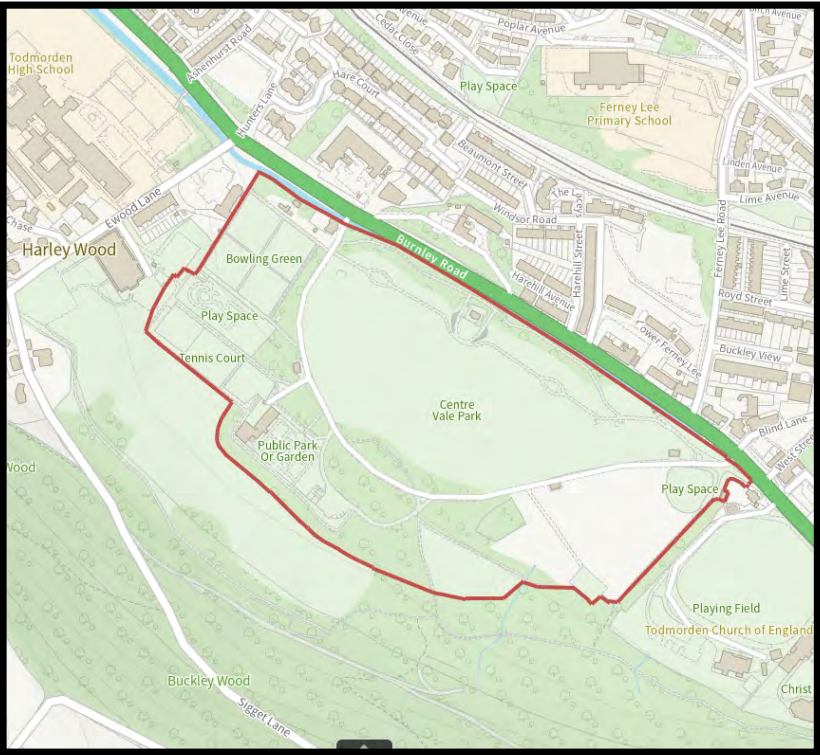 Avenue
Poplar Avenue
Cedar Close
Ashenhurst Road
Todmorden
High School
Hare Court
Play Space
Ferney Lee
Primary School
Hunters Lane
Beaumont Street
Linden Avenue
Lime Avenue
Ewood Lane
Windsor Road
Chase
Harley Wood
Burnley Road
Ferney Lee Road
Bowling Green
Harehill Street
Lime Street
Harehill Avenue
Royd Street
Play Space
Lower Ferney Lee
Buckley View
Tennis Court
Centre
Vale Park
Blind Lane
Public Park
Or Garden
West Stree
Wood
Play Space
Playing Field
Todmorden Church of England
Buckley Wood
Christ
Sigget Lane